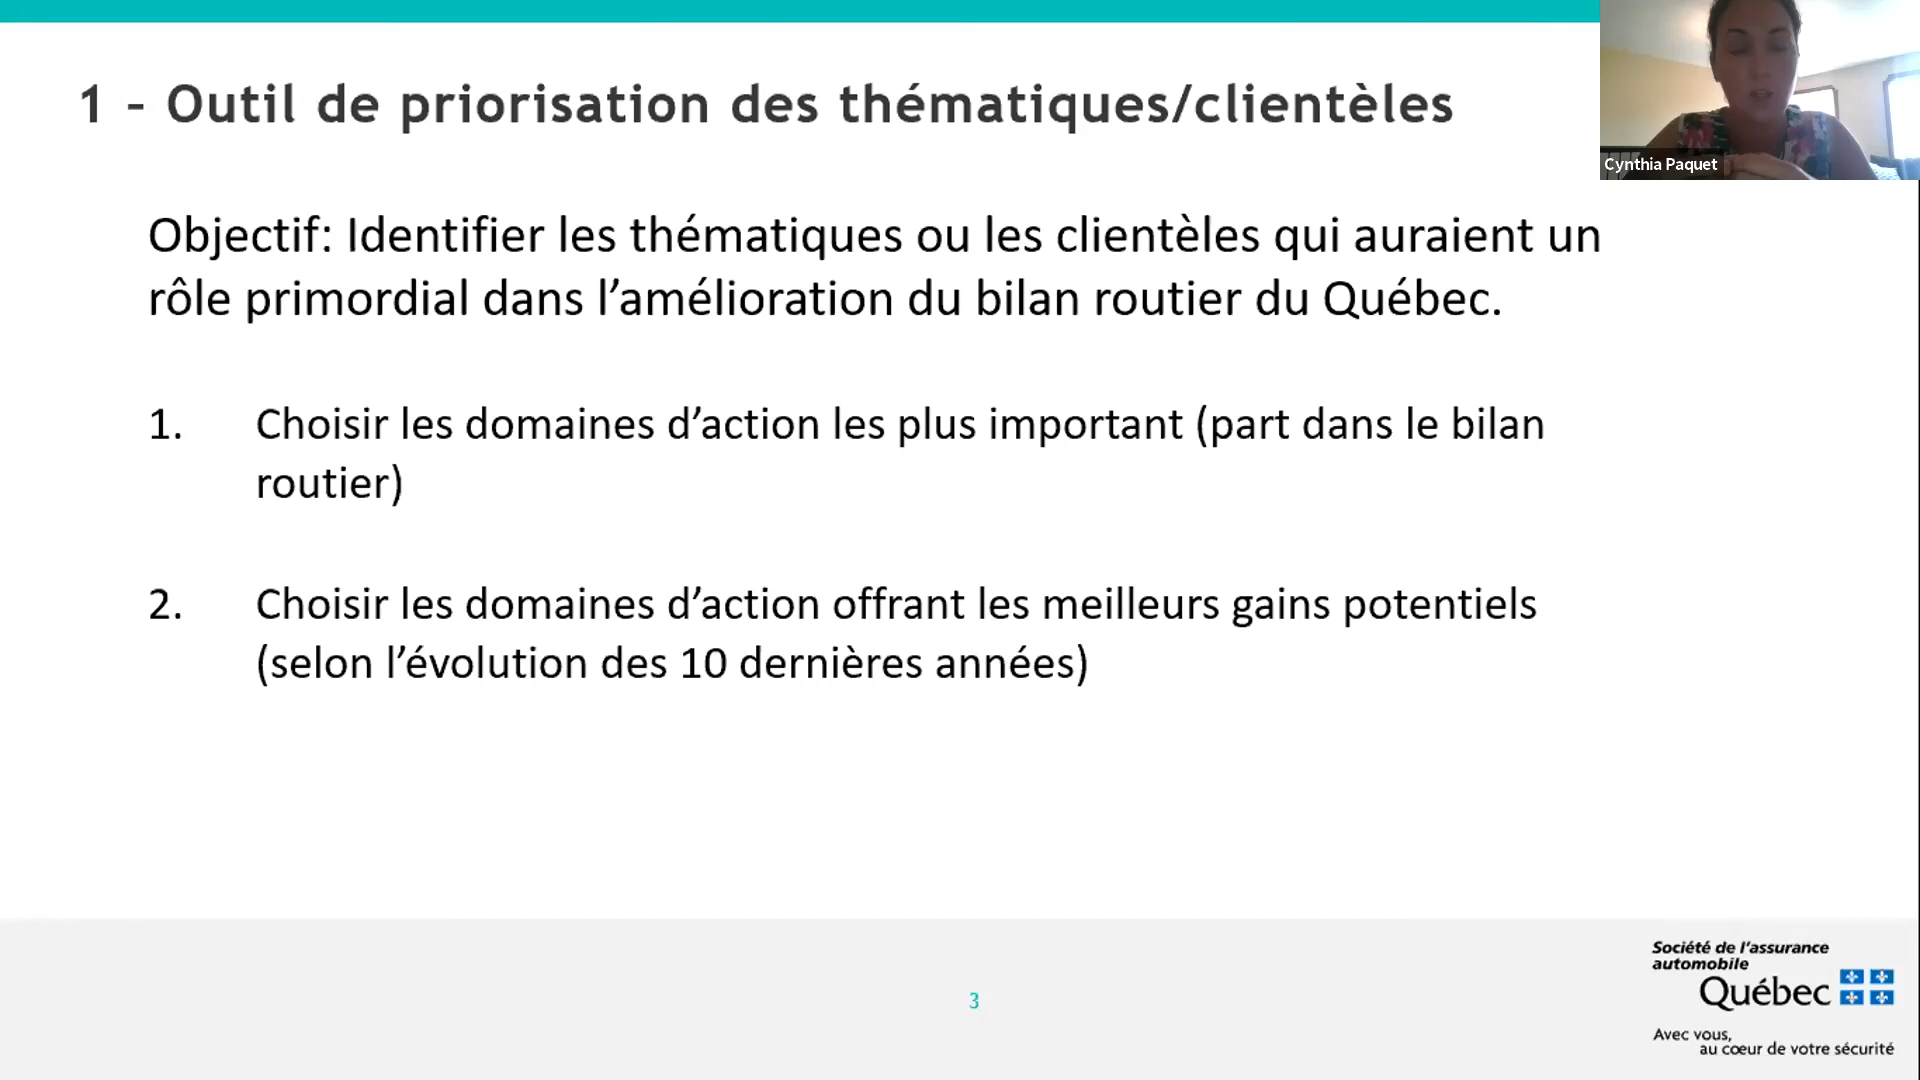 1 - Outil de priorisation des thématiques/clientèles
Cynthia Paquet
Objectif: Identifier les thématiques ou les clientèles qui auraient un
rôle primordial dans l’amélioration du bilan routier du Québec.
1. Choisir les domaines d’action les plus important (part dans le bilan
routier)
2. Choisir les domaines d’action offrant les meilleurs gains potentiels
(selon l’évolution des 10 dernières années)
3
Société de l’assurance
automobile
Québec
Avec vous,
au cœur de votre sécurité